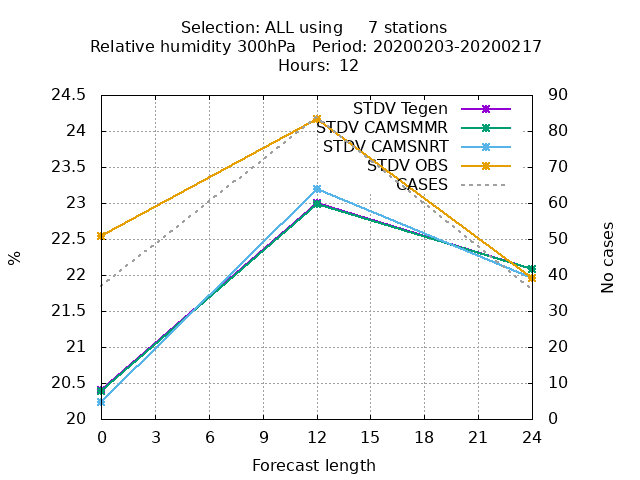 Selection: ALL using 7 stations
Relative humidity 300hPa Period: 20200203-20200217
Hours: 12
24.5
24
23.5
23
22.5
22
21.5
21
20.5
20
%
STDV Tegen
STDV CAMSMMR
STDV CAMSNRT
STDV OBS
CASES
90
80
70
60
50
40
30
20
10
0
No cases
0 3 6 9 12 15 18 21 24
Forecast length